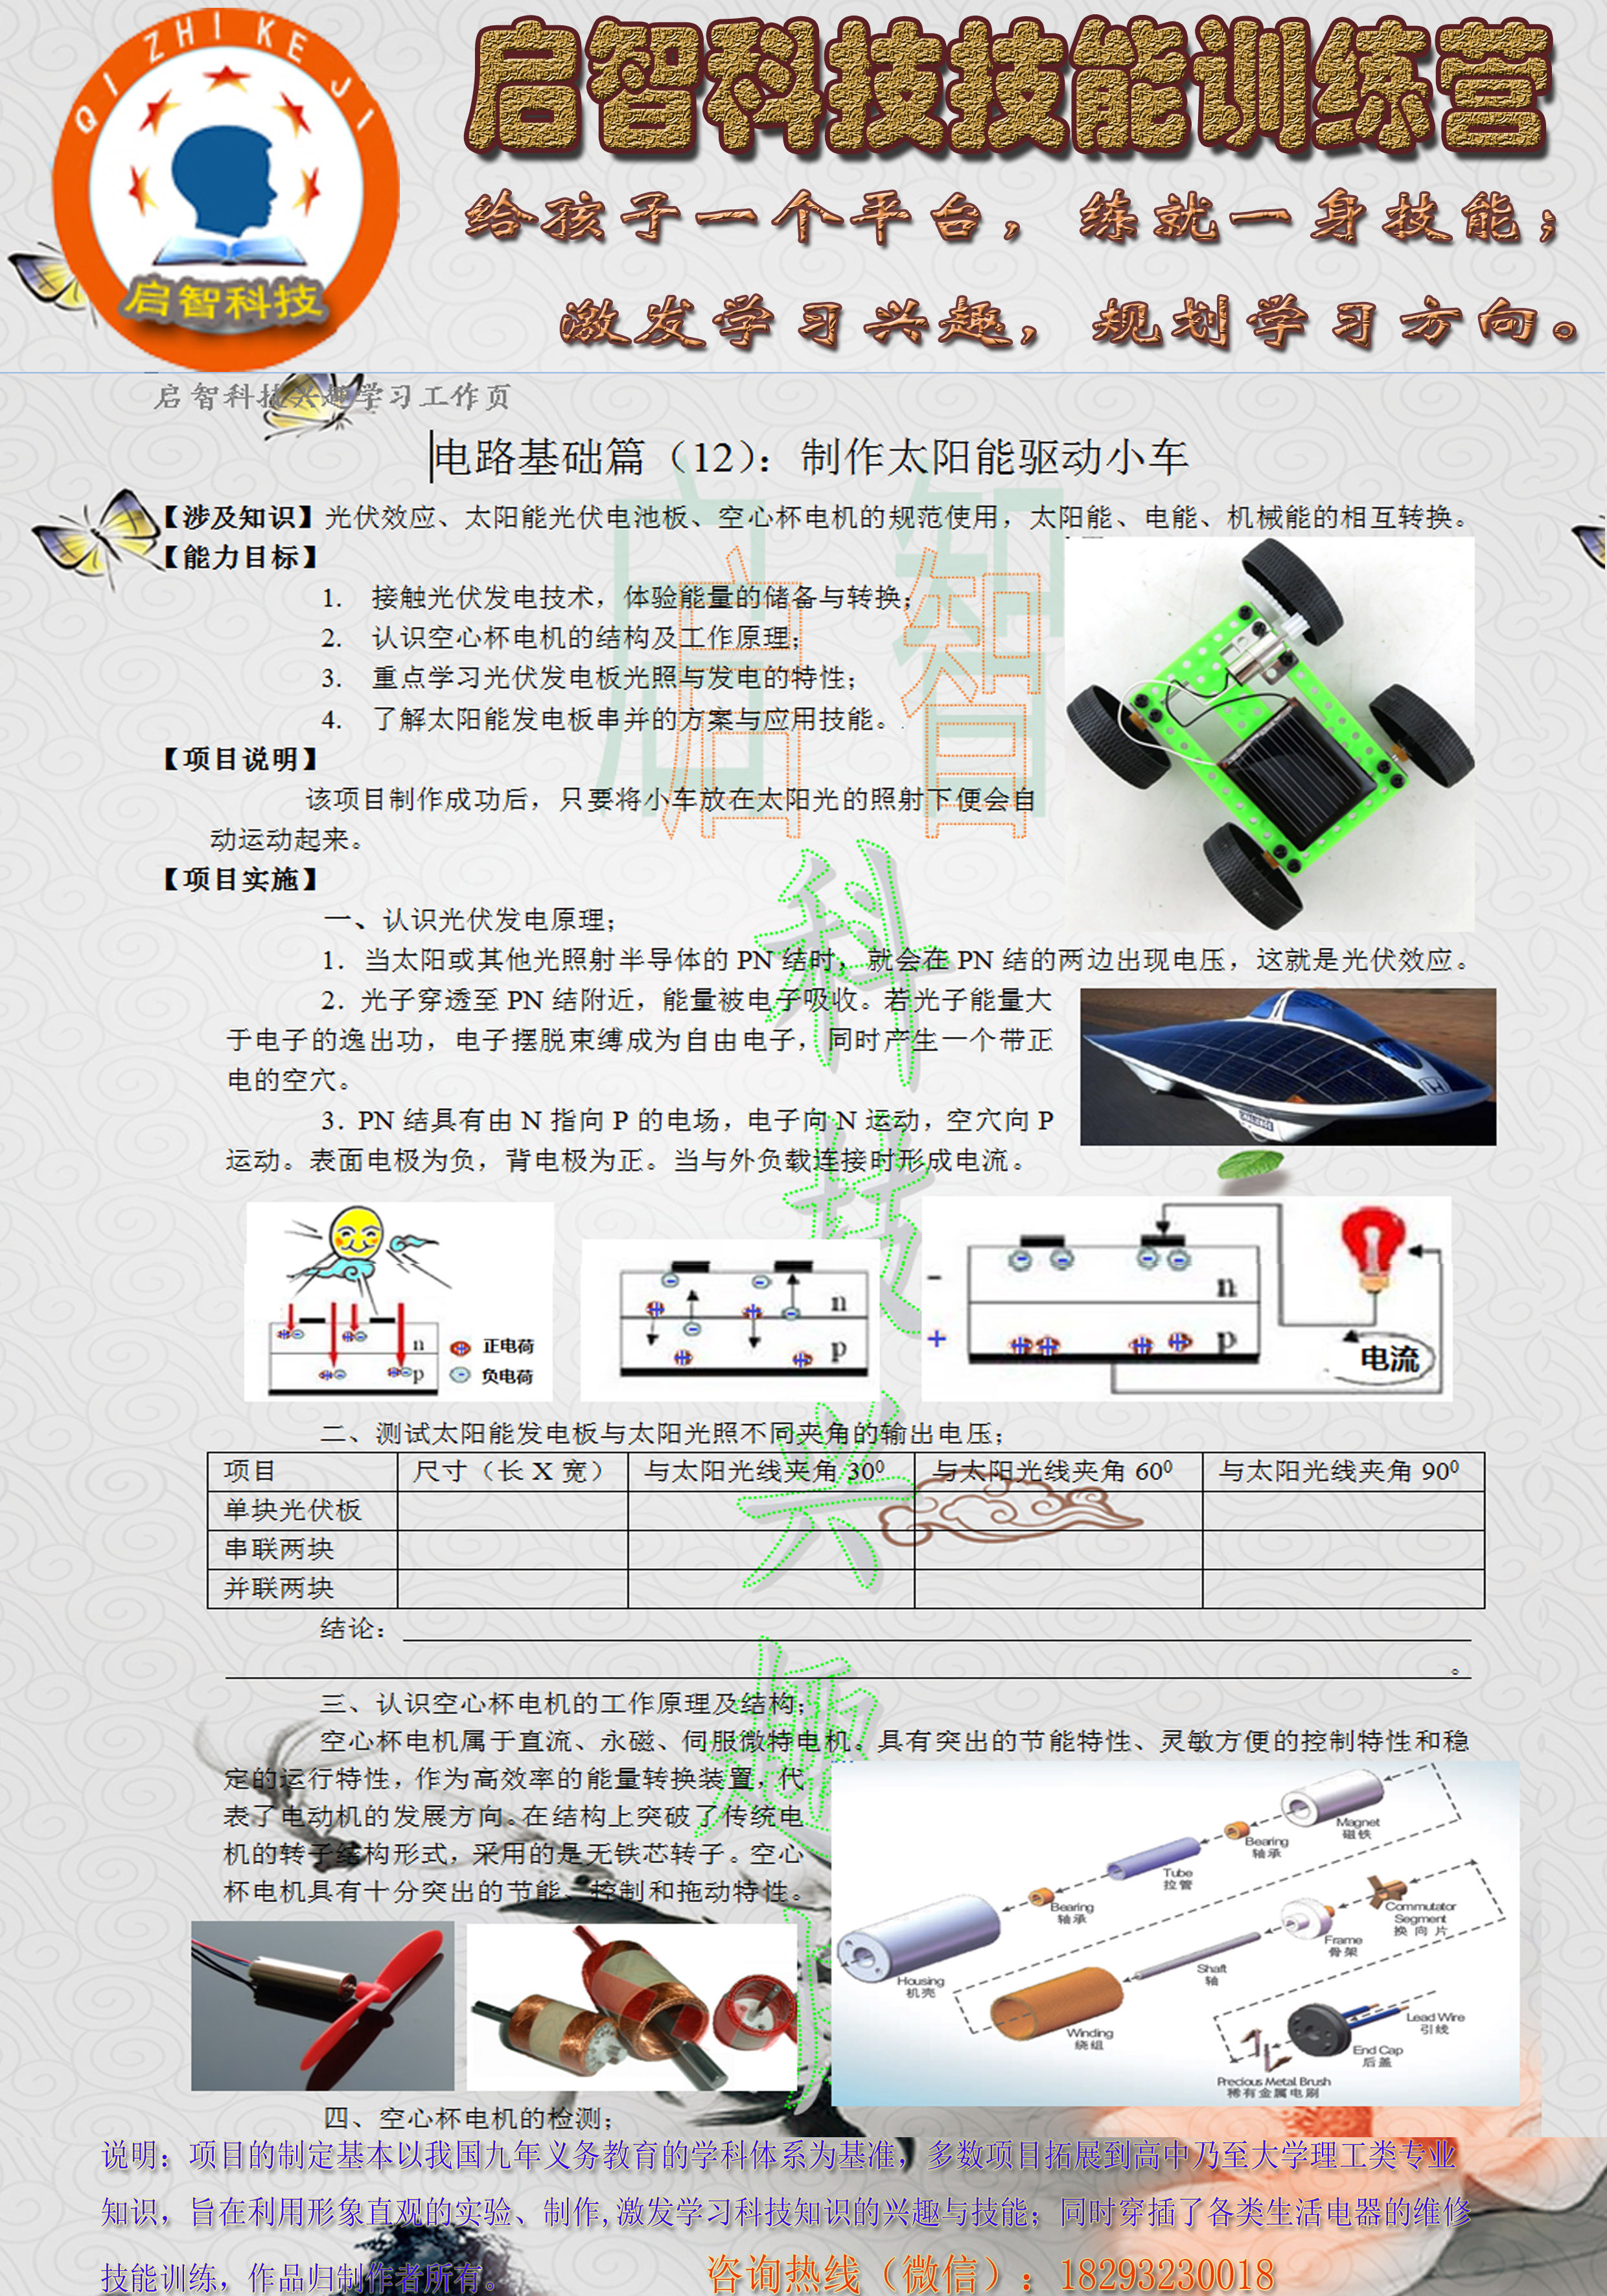 QI ZHI KE JI
启智科技
启智科技技能训练营
给孩子一个平台，练就一身技能；
激发学习兴趣，规划学习方向。
启智科技兴趣学习工作页
电路基础篇（12）：制作太阳能驱动小车
【涉及知识】光伏效应、太阳能光伏电池板、空心杯电机的规范使用，太阳能、电能、机械能的相互转换。
【能力目标】
1. 接触光伏发电技术，体验能量的储备与转换；
2. 认识空心杯电机的结构及工作原理；
3. 重点学习光伏发电板光照与发电的特性；
4. 了解太阳能发电板串并的方案与应用技能。
【项目说明】
该项目制作成功后，只要将小车放在太阳光的照射下便会自
动运动起来。
【项目实施】
一、认识光伏发电原理；
1．当太阳或其他光照射半导体的 PN 结时，就会在 PN 结的两边出现电压，这就是光伏效应。
2．光子穿透至 PN 结附近，能量被电子吸收。若光子能量大
于电子的逸出功，电子摆脱束缚成为自由电子，同时产生一个带正
电的空穴。
3．PN 结具有由 N 指向 P 的电场，电子向 N 运动，空穴向 P
运动。表面电极为负，背电极为正。当与外负载连接时形成电流。
n
p
正电荷
负电荷
n
p
-
+
n
p
电流
二、测试太阳能发电板与太阳光照不同夹角的输出电压；
项目 尺寸（长 X 宽） 与太阳光线夹角 30⁰ 与太阳光线夹角 60⁰ 与太阳光线夹角 90⁰
单块光伏板
串联两块
并联两块
结论：
。
三、认识空心杯电机的工作原理及结构；
空心杯电机属于直流、永磁、伺服微特电机。具有突出的节能特性、灵敏方便的控制特性和稳
定的运行特性，作为高效率的能量转换装置，代
表了电动机的发展方向。在结构上突破了传统电
机的转子结构形式，采用的是无铁芯转子。空心
杯电机具有十分突出的节能、控制和拖动特性。
Magnet
磁铁
Bearing
轴承
Tube
拉管
Bearing
轴承
Housing
机壳
Commutator
Segment
换向片
Frame
骨架
Shaft
轴
Winding
绕组
Lead Wire
引线
End Cap
后盖
Precious Metal Brush
稀有金属电刷
四、空心杯电机的检测；
说明：项目的制定基本以我国九年义务教育的学科体系为基准，多数项目拓展到高中乃至大学理工类专业
知识，旨在利用形象直观的实验、制作,激发学习科技知识的兴趣与技能；同时穿插了各类生活电器的维修
技能训练，作品归制作者所有。
咨询热线（微信）：18293230018
启智
科技兴趣